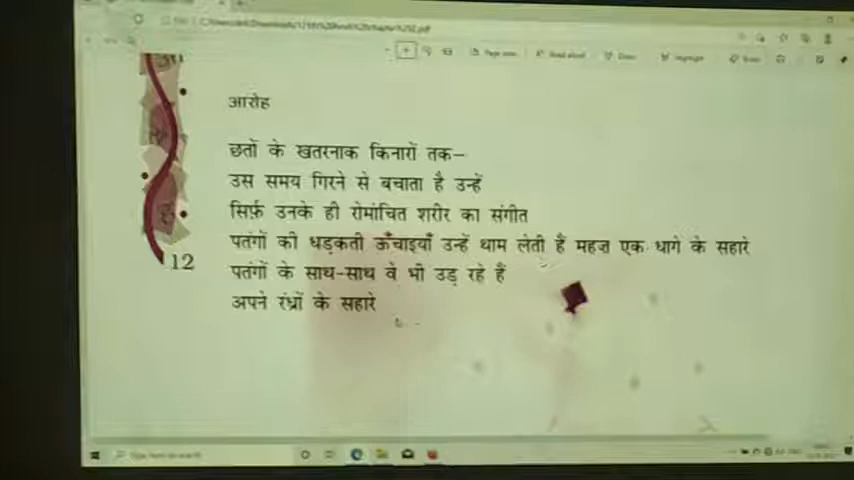 आरोह
छतों के खतरनाक किनारों तक–
उस समय गिरने से बचाता है उन्हें
सिर्फ़ उनके ही रोमांचित शरीर का संगीत
पतंगों की धड़कती ऊँचाइयाँ उन्हें थाम लेती हैं महज़ एक धागे के सहारे
12
पतंगों के साथ-साथ वे भी उड़ रहे हैं
अपने रंध्रों के सहारे